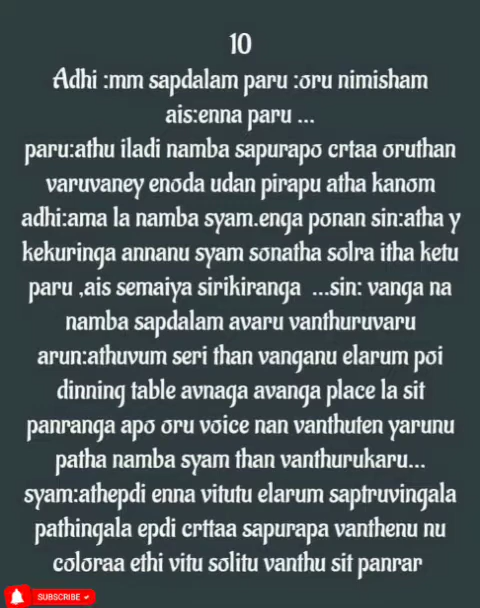 10
Adhi :mm sapdalam paru :oru nimisham
ais:enna paru ...
paru:athu iladi namba sapurapo crtaa oruthan
varuvaney enoda udan pirapu atha kanom
adhi:ama la namba syam.enga ponan sin:atha y
kekuringa annanu syam sonatha solra itha ketu
paru ,ais semaiya sirikiranga ...sin: vanga na
namba sapdalam avaru vanthuruvaru
arun:athuvum seri than vanganu elarum poi
dinning table avnaga avanga place la sit
panranga apo oru voice nan vanthuten yarunu
patha namba syam than vanthurukaru...
syam:athepdi enna vitutu elarum saptruvingala
pathingala epdi crttaa sapurapa vanthenu nu
coloraa ethi vitu solitu vanthu sit panrar
SUBSCRIBE